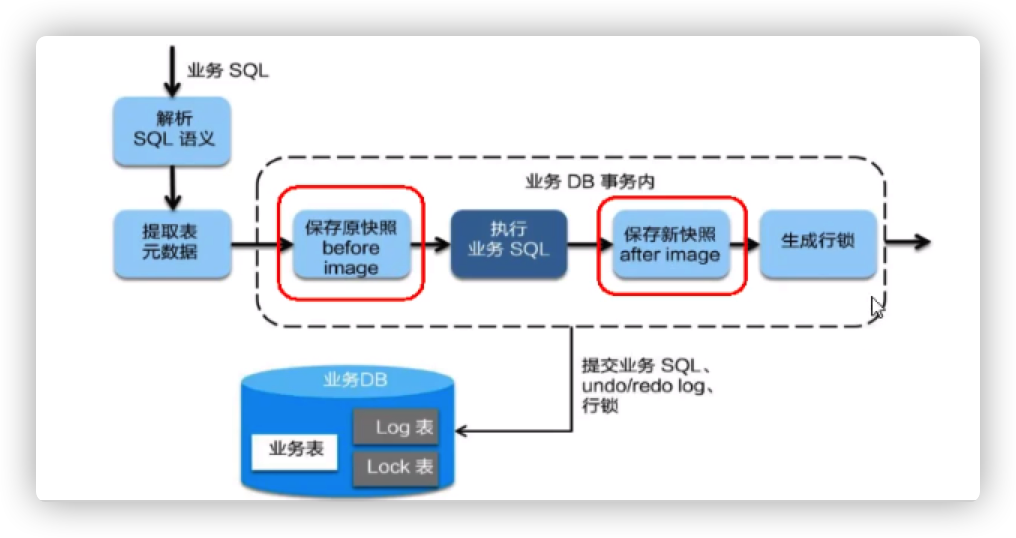 业务 SQL
解析
SQL 语义
业务 DB 事务内
提取表
元数据
保存原快照
before
image
执行
业务 SQL
保存新快照
after image
生成行锁
提交业务 SQL、
undo/redo log、
行锁
业务DB
业务表
Log 表
Lock 表